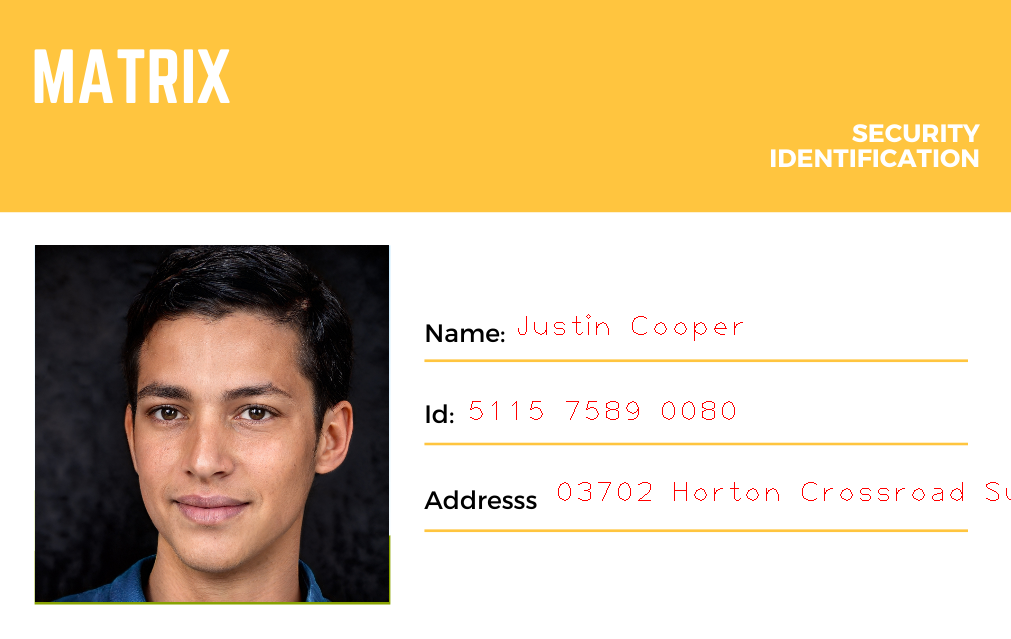 MATRIX
SECURITY
IDENTIFICATION
Name: Justin Cooper
Id: 5115 7589 0080
Addresss 03702 Horton Crossroad